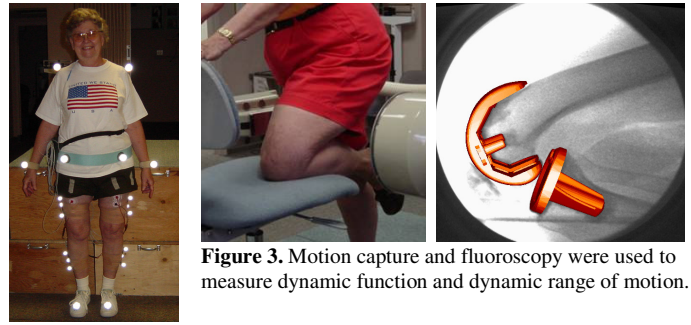 UNITED WE STAND
U S A
Figure 3. Motion capture and fluoroscopy were used to
measure dynamic function and dynamic range of motion.